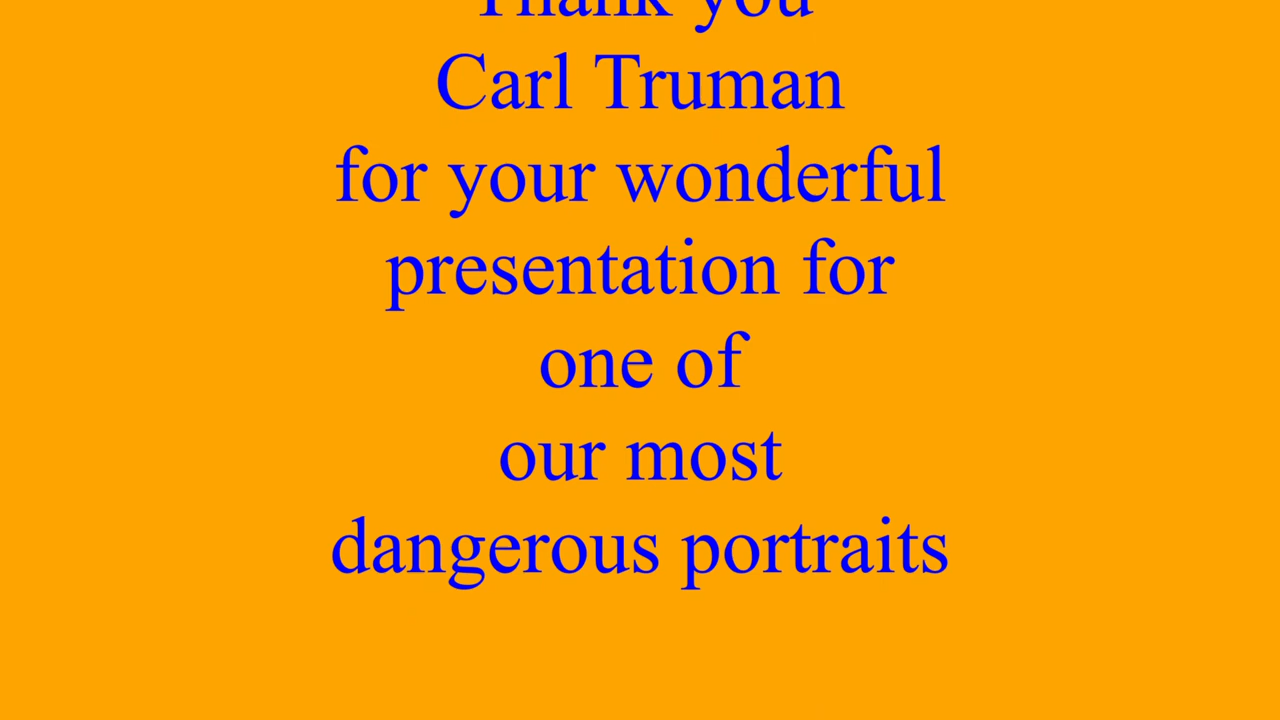 Thank you
Carl Truman
for your wonderful
presentation for
one of
our most
dangerous portraits